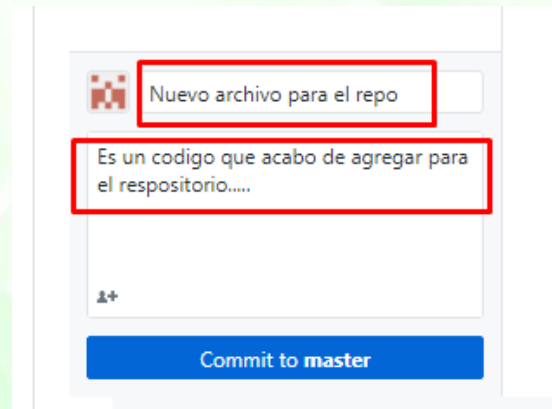 Nuevo archivo para el repo
Es un codigo que acabo de agregar para
el respositorio.....
Commit to master